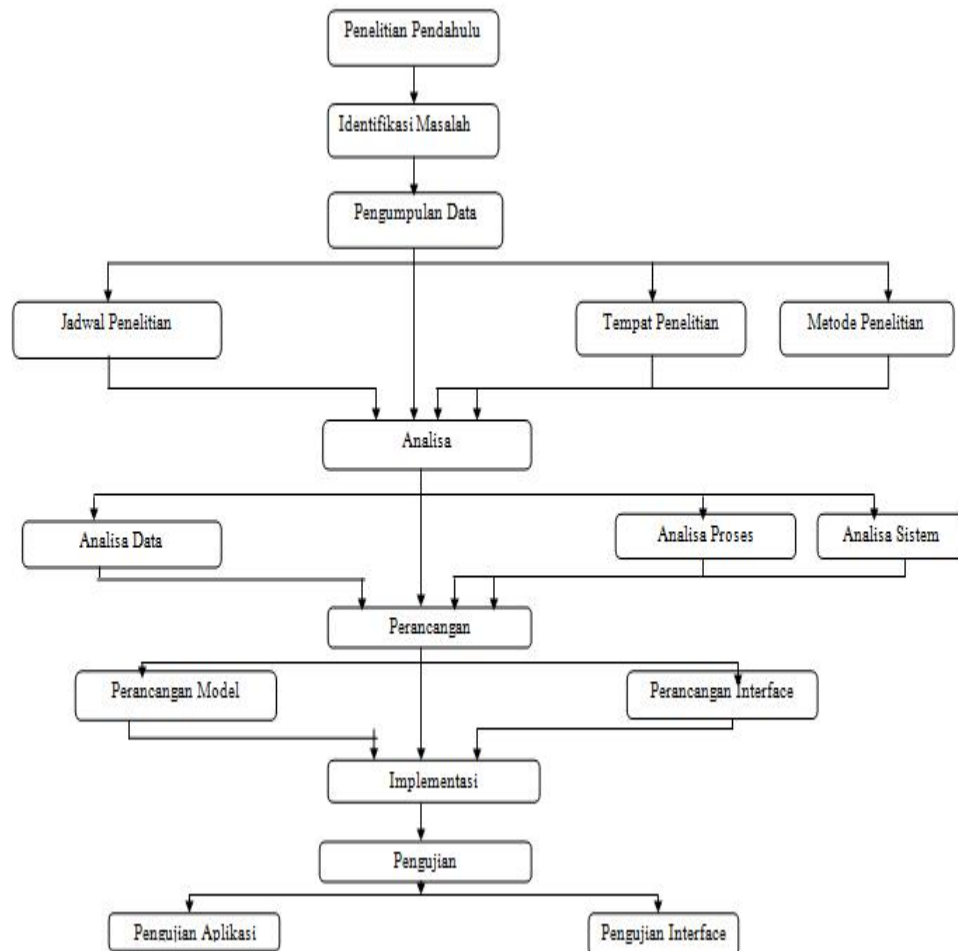 Penelitian Pendahulu
Identifikasi Masalah
Pengumpulan Data
Jadwal Penelitian
Tempat Penelitian
Metode Penelitian
Analisa
Analisa Data
Analisa Proses
Analisa Sistem
Perancangan
Perancangan Model
Perancangan Interface
Implementasi
Pengujian
Pengujian Aplikasi
Pengujian Interface